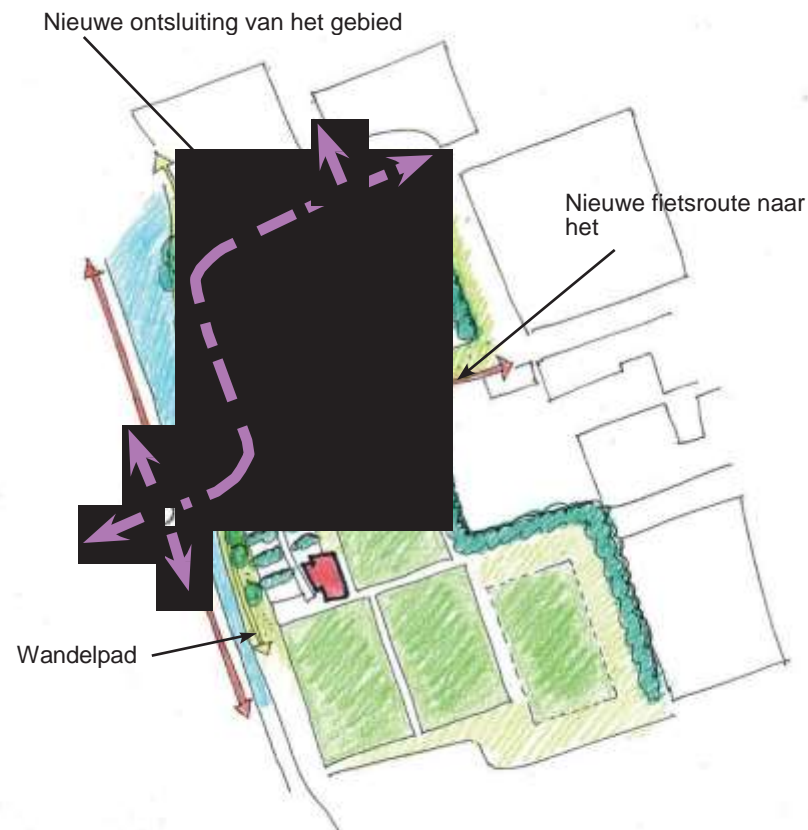 Nieuwe ontsluiting van het gebied
Nieuwe fietsroute naar
het
Wandelpad